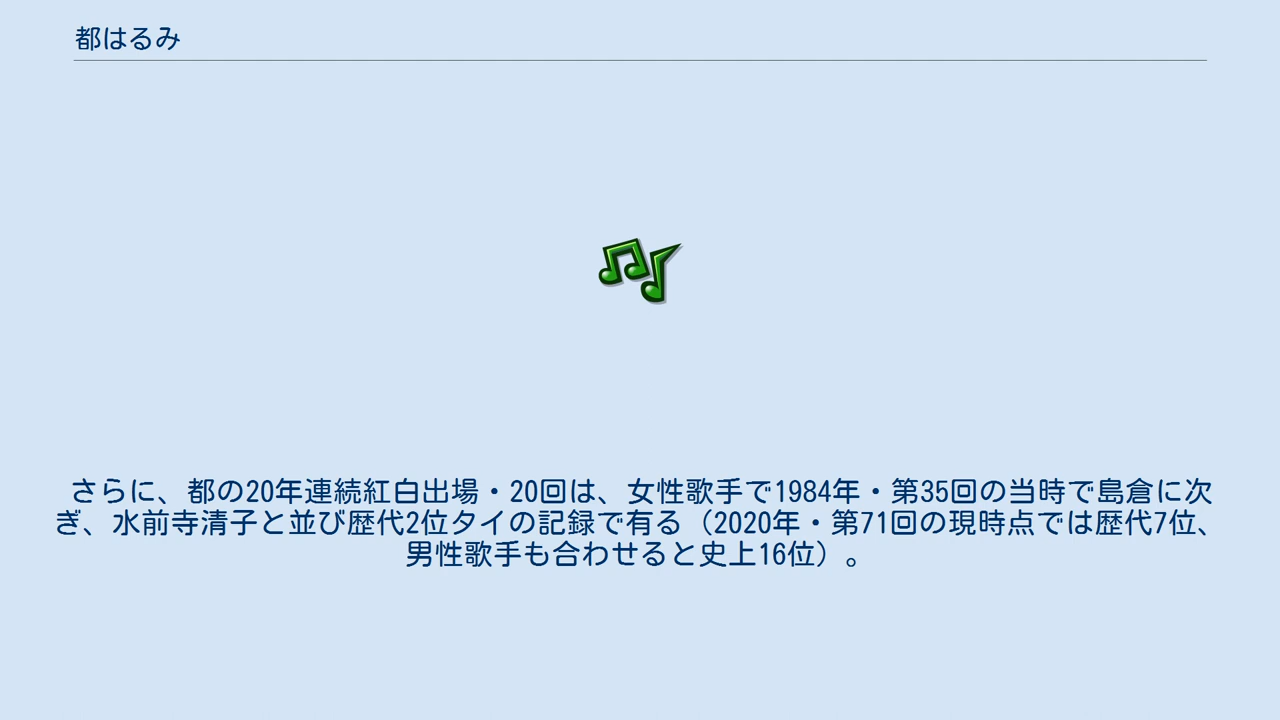 都はるみ
さらに、都の20年連続紅白出場・20回は、女性歌手で1984年・第35回の当時で島倉に次
ぎ、水前寺清子と並び歴代2位タイの記録で有る（2020年・第71回の現時点では歴代7位、
男性歌手も合わせると史上16位）。